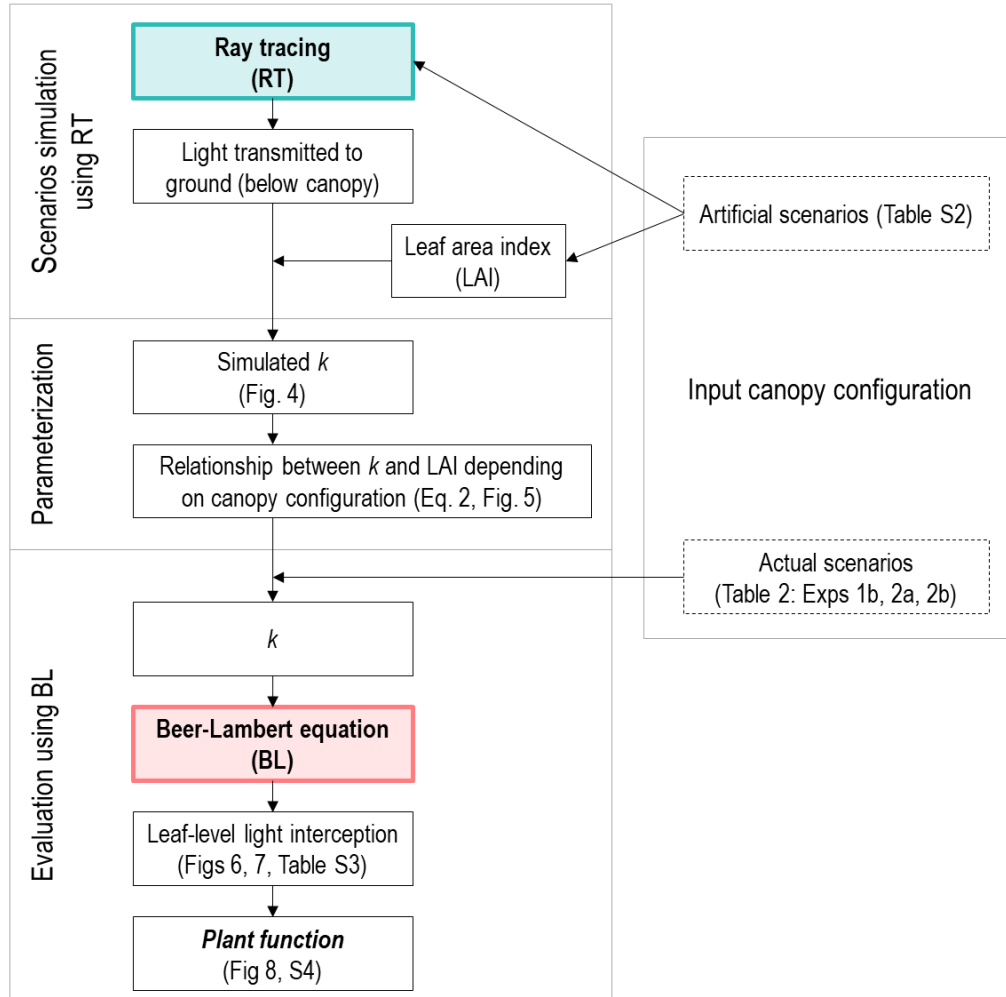 Scenarios simulation
using RT
Ray tracing
(RT)
Light transmitted to
ground (below canopy)
Leaf area index
(LAI)
Artificial scenarios (Table S2)
Input canopy configuration
Parameterization
Simulated k
(Fig. 4)
Relationship between k and LAI depending
on canopy configuration (Eq. 2, Fig. 5)
Actual scenarios
(Table 2: Exps 1b, 2a, 2b)
Evaluation using BL
k
Beer-Lambert equation
(BL)
Leaf-level light interception
(Figs 6, 7, Table S3)
Plant function
(Fig 8, S4)